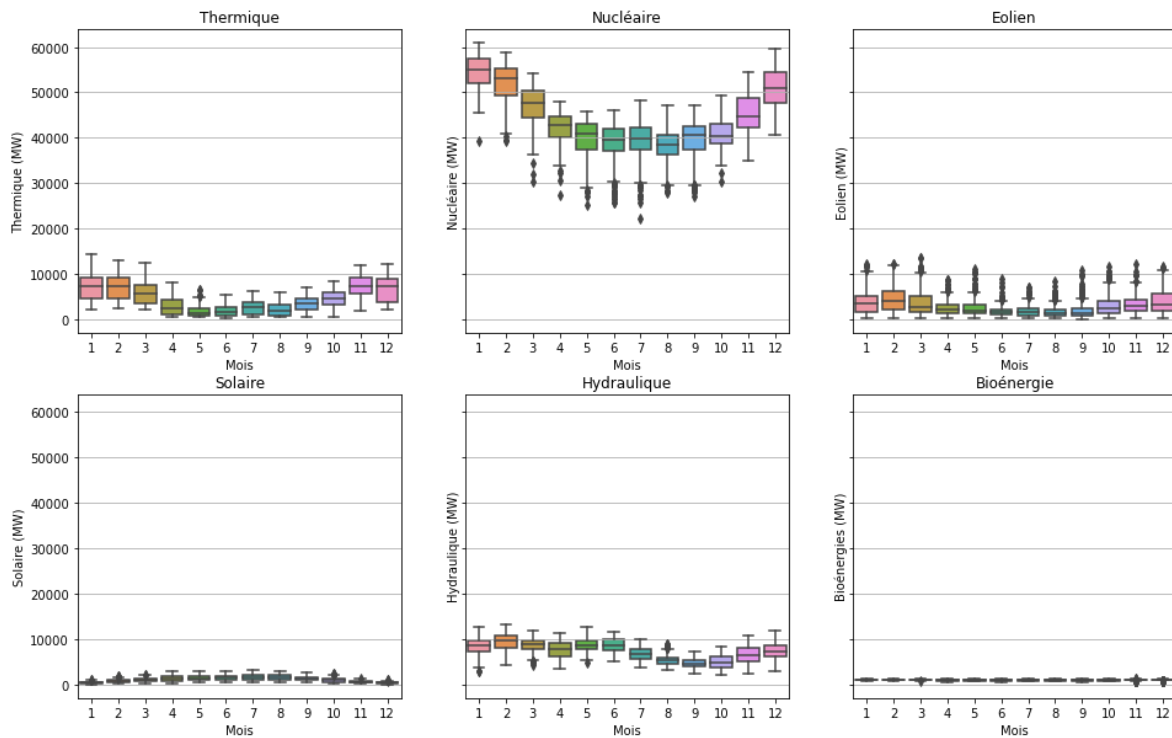 Thermique
Thermique (MW)
60000
50000
40000
30000
20000
10000
0
1 2 3 4 5 6 7 8 9 10 11 12
Mois
Nucléaire
Nucléaire (MW)
1 2 3 4 5 6 7 8 9 10 11 12
Mois
Eolien
Eolien (MW)
1 2 3 4 5 6 7 8 9 10 11 12
Mois
Solaire
Solaire (MW)
60000
50000
40000
30000
20000
10000
0
1 2 3 4 5 6 7 8 9 10 11 12
Mois
Hydraulique
Hydraulique (MW)
1 2 3 4 5 6 7 8 9 10 11 12
Mois
Bioénergie
Bioénergies (MW)
1 2 3 4 5 6 7 8 9 10 11 12
Mois